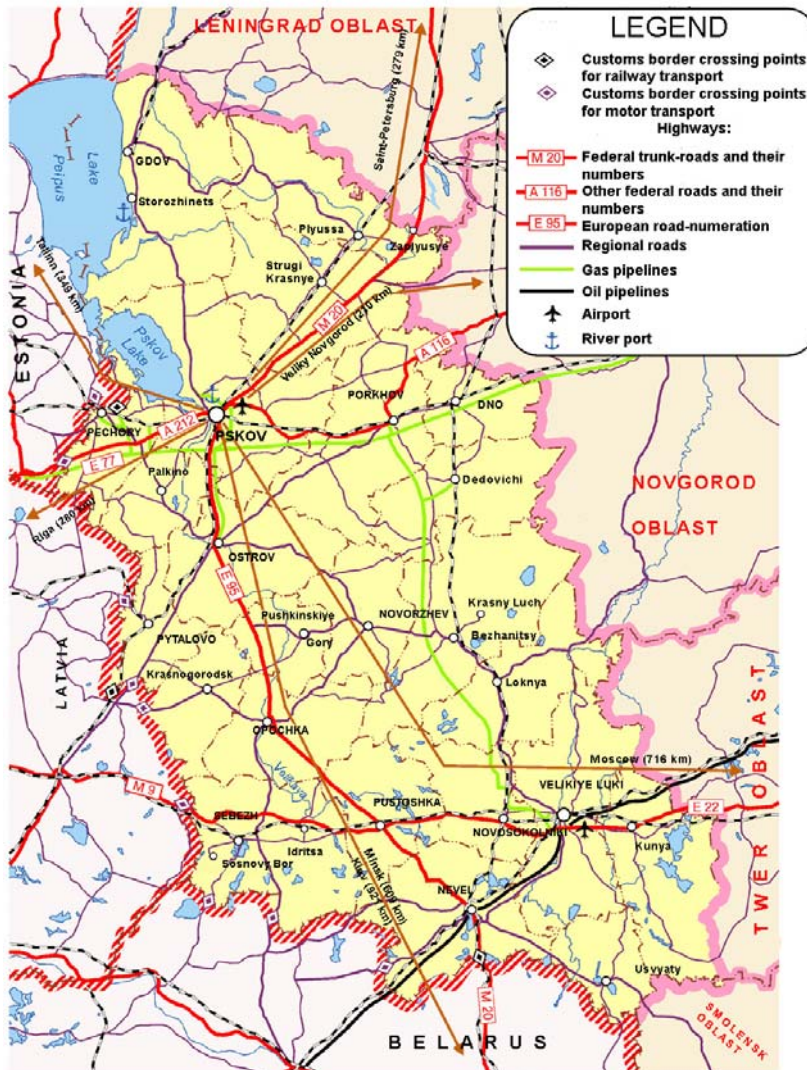 LENINGRAD OBLAST
LEGEND
Customs border crossing points
for railway transport
Customs border crossing points
for motor transport
Highways:
M 20
Federal trunk-roads and their
numbers
A 116
Other federal roads and their
numbers
E 95
European road-numeration
Regional roads
Gas pipelines
Oil pipelines
Airport
River port
Saint-Petersburg (279 km)
Lake
Peipus
GDOV
Storozhinets
Plyussa
Zaplyusye
Strugi
Krasnye
Tallinn (349 km)
ESTONIA
Pskov
Lake
M 20
Veliky Novgorod (210 Km)
A 116
PORKHOV
DNO
PECHORY
A 212
PSKOV
E 77
Palkino
Riga (280 km)
Dedovichi
NOVGOROD
OBLAST
OSTROV
E 95
Krasny Luch
Pushkinskiye
Gory
NOVORZHEV
Bezhanitsy
PYTALOVO
LATVIA
Krasnogorodsk
Loknya
OPOCHKA
Moscow (716 km)
TWER OBLAST
M 9
VELIKIYE LUKI
SEBEZH
PUSTOSHKA
E 22
NOVOSOKOLNIKI
Idritsa
Kunya
Sosnovy Bor
Minsk (609 km)
NEVEL
Usvyaty
M 20
SMOLENSK
OBLAST
BELARUS